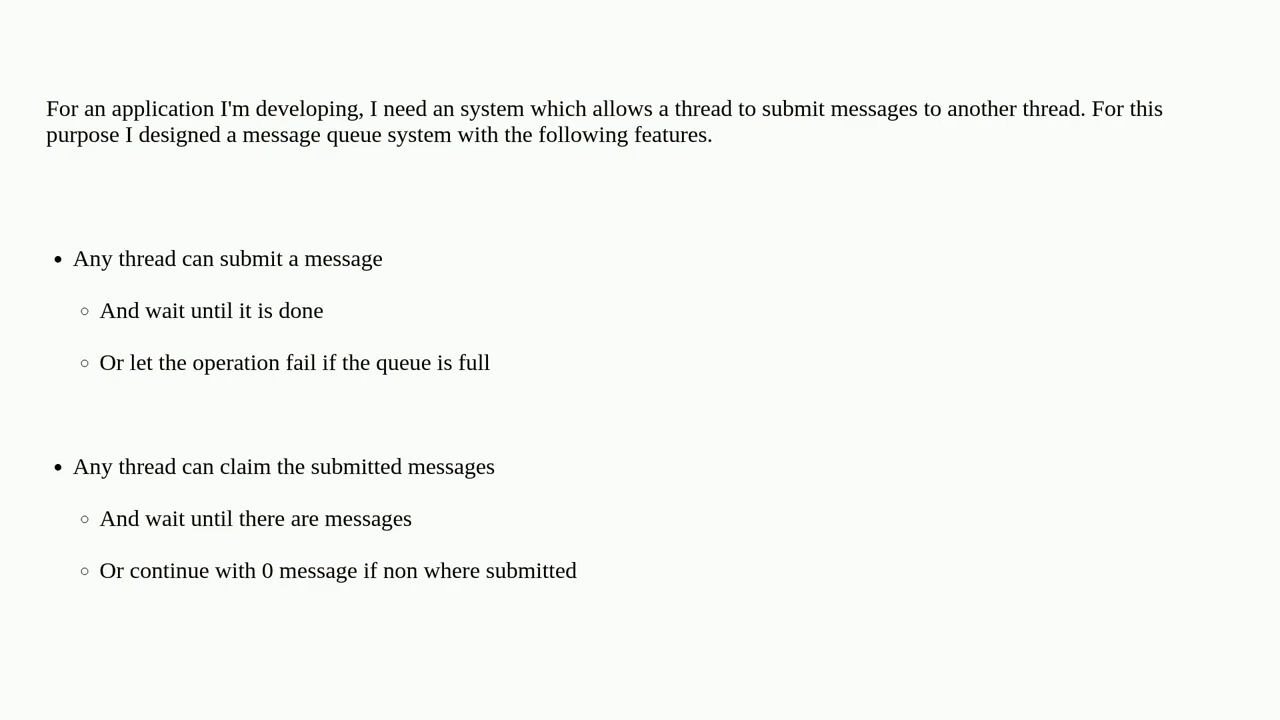 For an application I'm developing, I need an system which allows a thread to submit messages to another thread. For this
purpose I designed a message queue system with the following features.
• Any thread can submit a message
◦ And wait until it is done
◦ Or let the operation fail if the queue is full
• Any thread can claim the submitted messages
◦ And wait until there are messages
◦ Or continue with 0 message if non where submitted